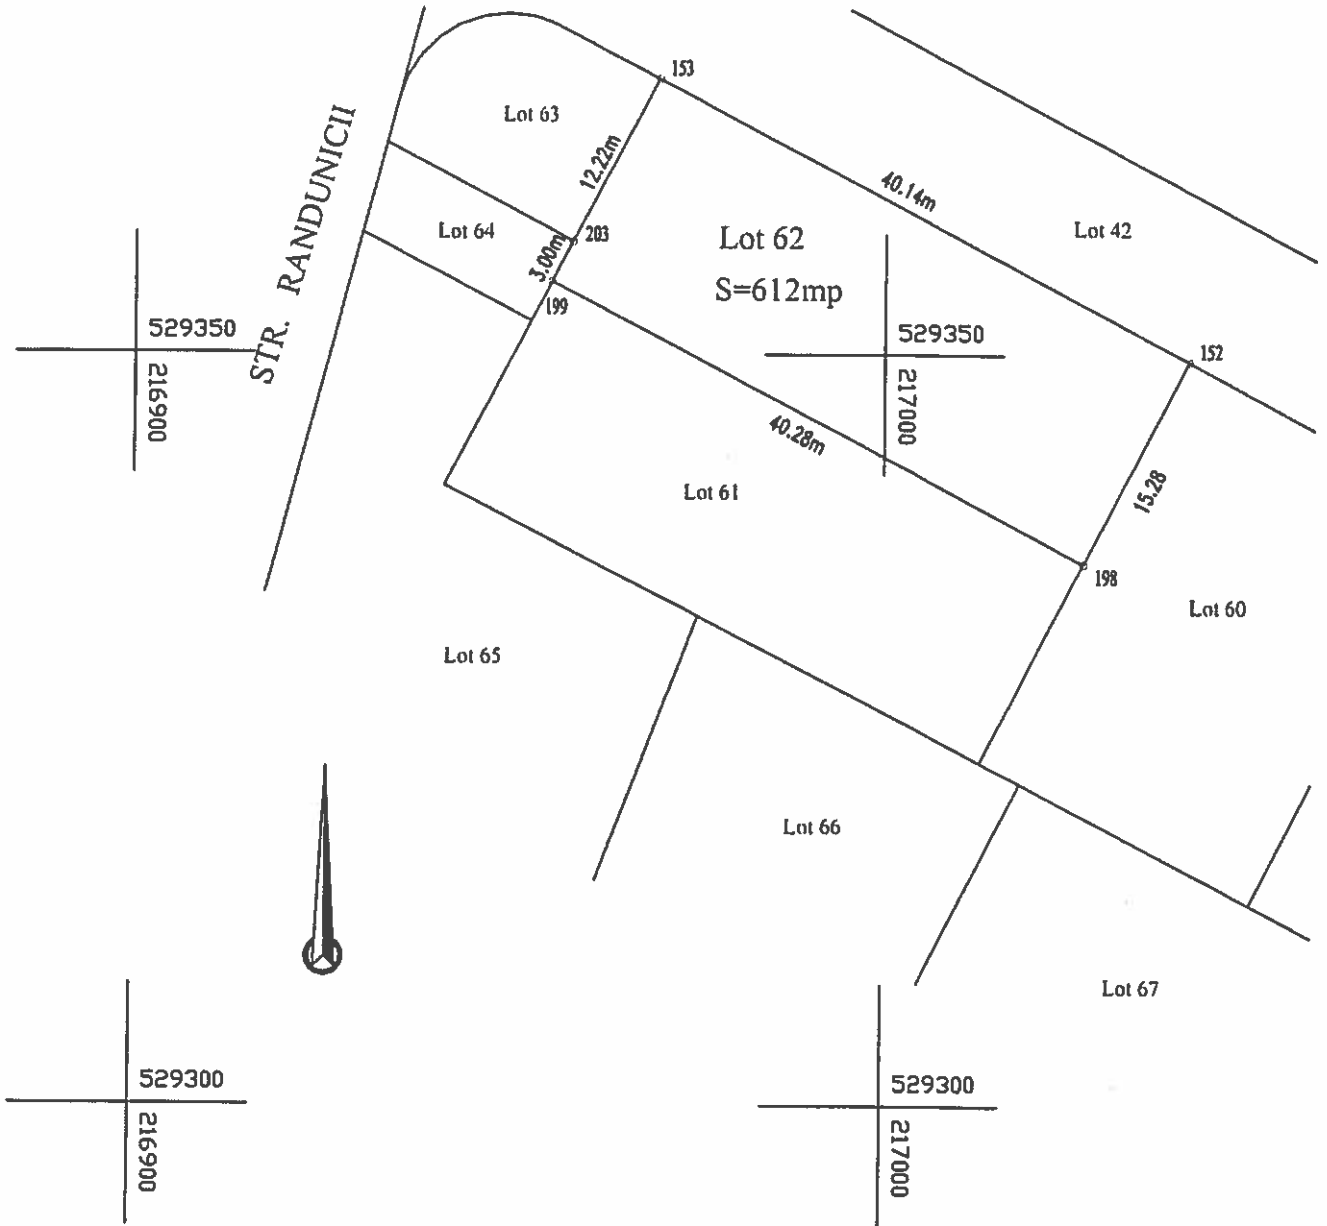 153
Lot 63
STR. RANDUNICII
12.22m
40.14m
Lot 64
203
3.00m
Lot 62
Lot 42
S=612mp
199
529350
216900
529350
217000
152
40.28m
15.28
Lot 61
198
Lot 60
Lot 65
Lot 66
Lot 67
529300
216900
529300
217000